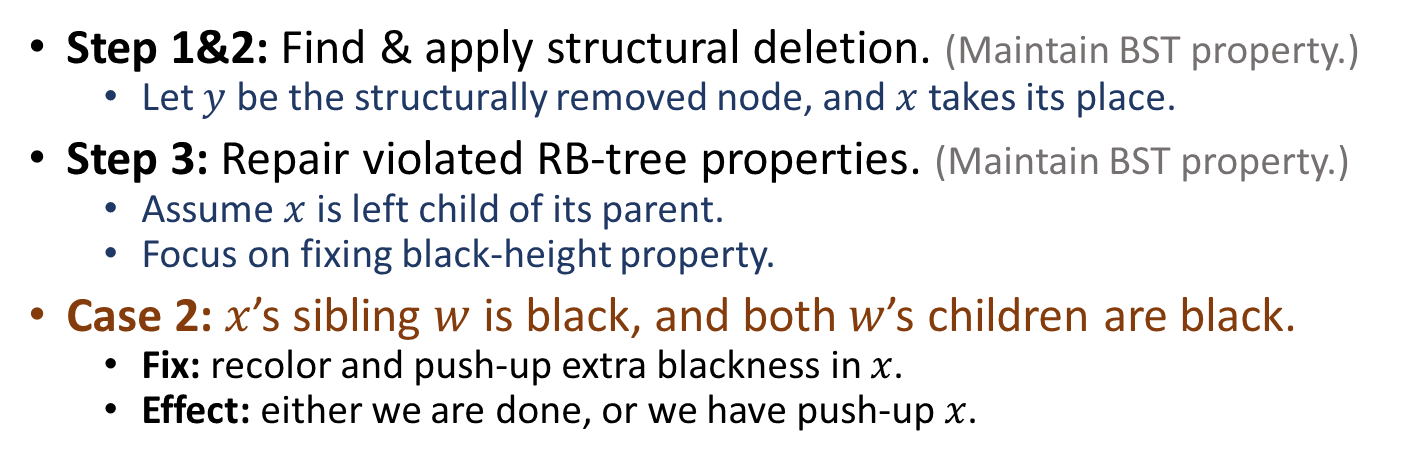 • Step 1&2: Find & apply structural deletion. (Maintain BST property.)
• Let y be the structurally removed node, and x takes its place.
• Step 3: Repair violated RB-tree properties. (Maintain BST property.)
• Assume x is left child of its parent.
• Focus on fixing black-height property.
• Case 2: x's sibling w is black, and both w's children are black.
• Fix: recolor and push-up extra blackness in x.
• Effect: either we are done, or we have push-up x.